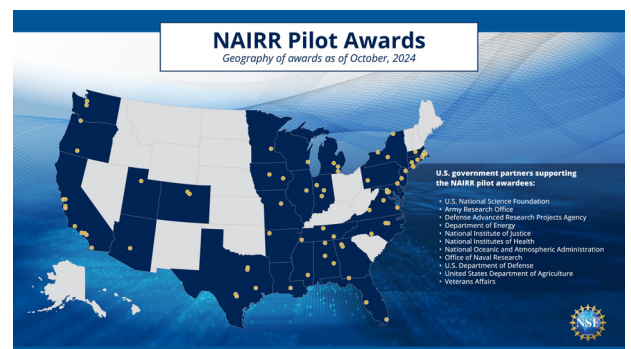 NAIRR Pilot Awards
Geography of awards as of October, 2024
U.S. government partners supporting
the NAIRR pilot awardees:
• U.S. National Science Foundation
• Army Research Office
• Defense Advanced Research Projects Agency
• Department of Energy
• National Institute of Justice
• National Institutes of Health
• National Oceanic and Atmospheric Administration
• Office of Naval Research
• U.S. Department of Defense
• United States Department of Agriculture
• Veterans Affairs
NSF